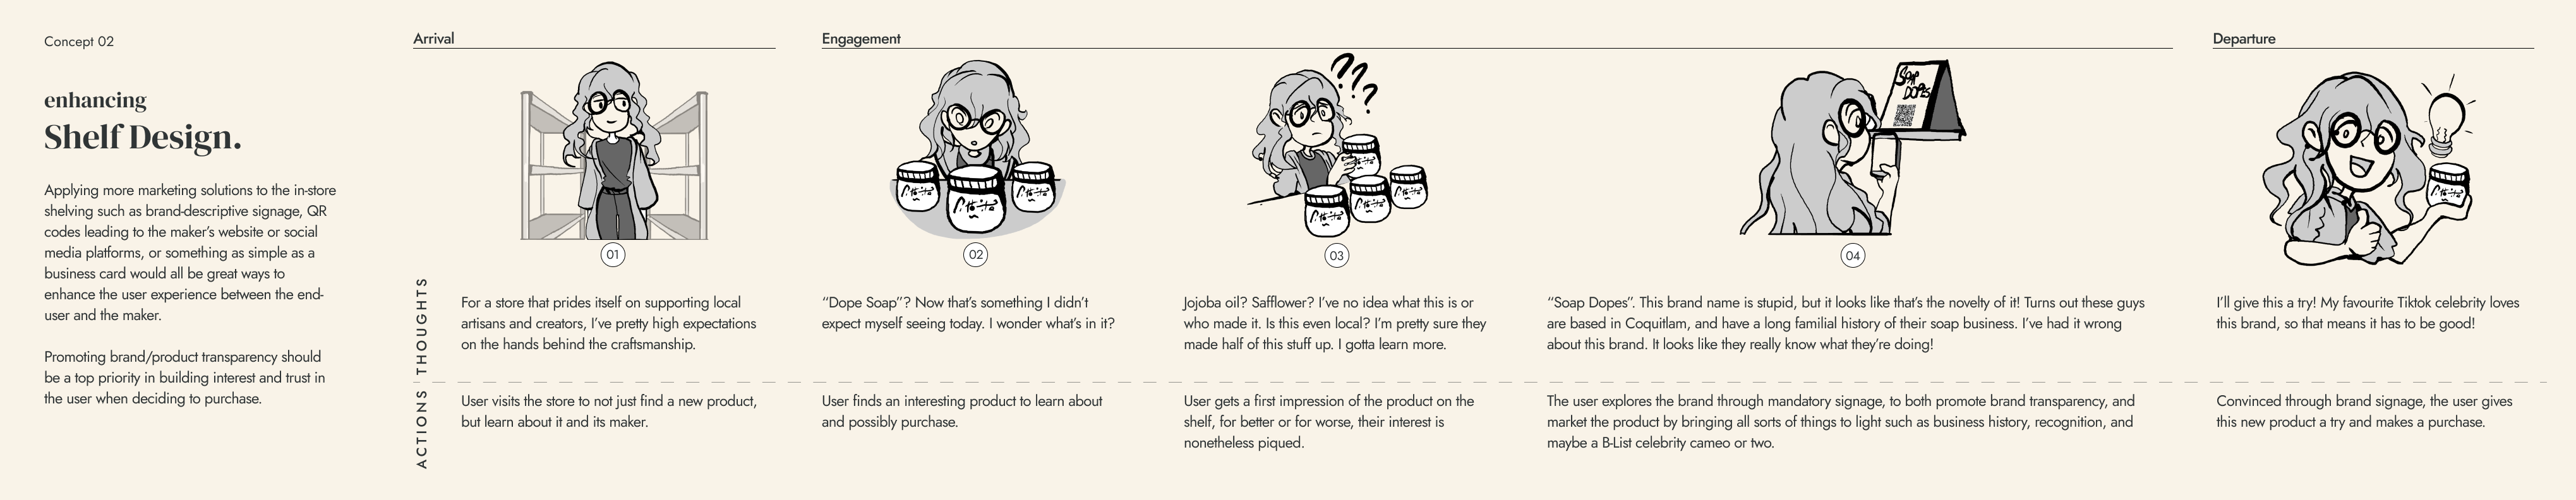 Concept 02
enhancing
Shelf Design.
Applying more marketing solutions to the in-store
shelving such as brand-descriptive signage, QR
codes leading to the maker's website or social
media platforms, or something as simple as a
business card would all be great ways to
enhance the user experience between the end-
user and the maker.
Promoting brand/product transparency should
be a top priority in building interest and trust in
the user when deciding to purchase.
Arrival
Engagement
Departure
???
SOAP
DOPES
01
02
03
04
THOUGHTS
For a store that prides itself on supporting local
artisans and creators, I've pretty high expectations
on the hands behind the craftsmanship.
“Dope Soap”? Now that's something I didn't
expect myself seeing today. I wonder what's in it?
Jojoba oil? Safflower? I've no idea what this is or
who made it. Is this even local? I'm pretty sure they
made half of this stuff up. I gotta learn more.
“Soap Dopes”. This brand name is stupid, but it looks like that's the novelty of it! Turns out these guys
are based in Coquitlam, and have a long familial history of their soap business. I've had it wrong
about this brand. It looks like they really know what they're doing!
I'll give this a try! My favourite Tiktok celebrity loves
this brand, so that means it has to be good!
ACTIONS
User visits the store to not just find a new product,
but learn about it and its maker.
User finds an interesting product to learn about
and possibly purchase.
User gets a first impression of the product on the
shelf, for better or for worse, their interest is
nonetheless piqued.
The user explores the brand through mandatory signage, to both promote brand transparency, and
market the product by bringing all sorts of things to light such as business history, recognition, and
maybe a B-List celebrity cameo or two.
Convinced through brand signage, the user gives
this new product a try and makes a purchase.